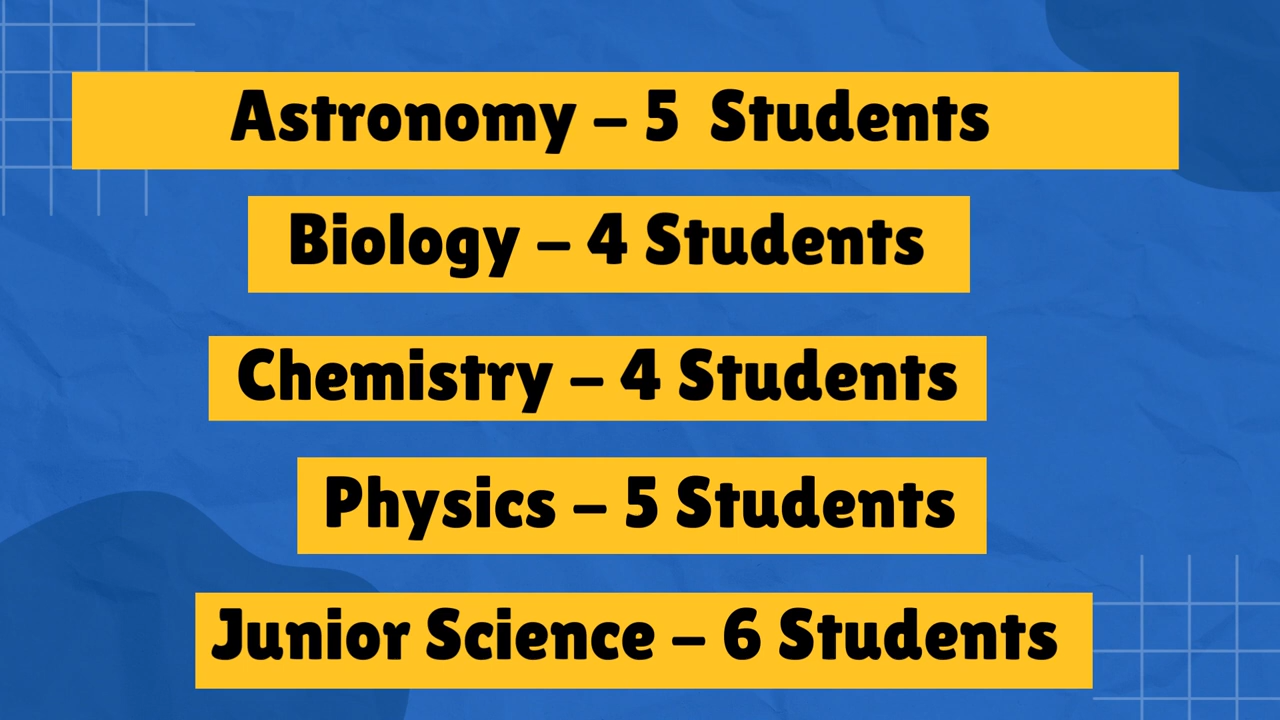 Astronomy – 5 Students
Biology – 4 Students
Chemistry – 4 Students
Physics – 5 Students
Junior Science – 6 Students